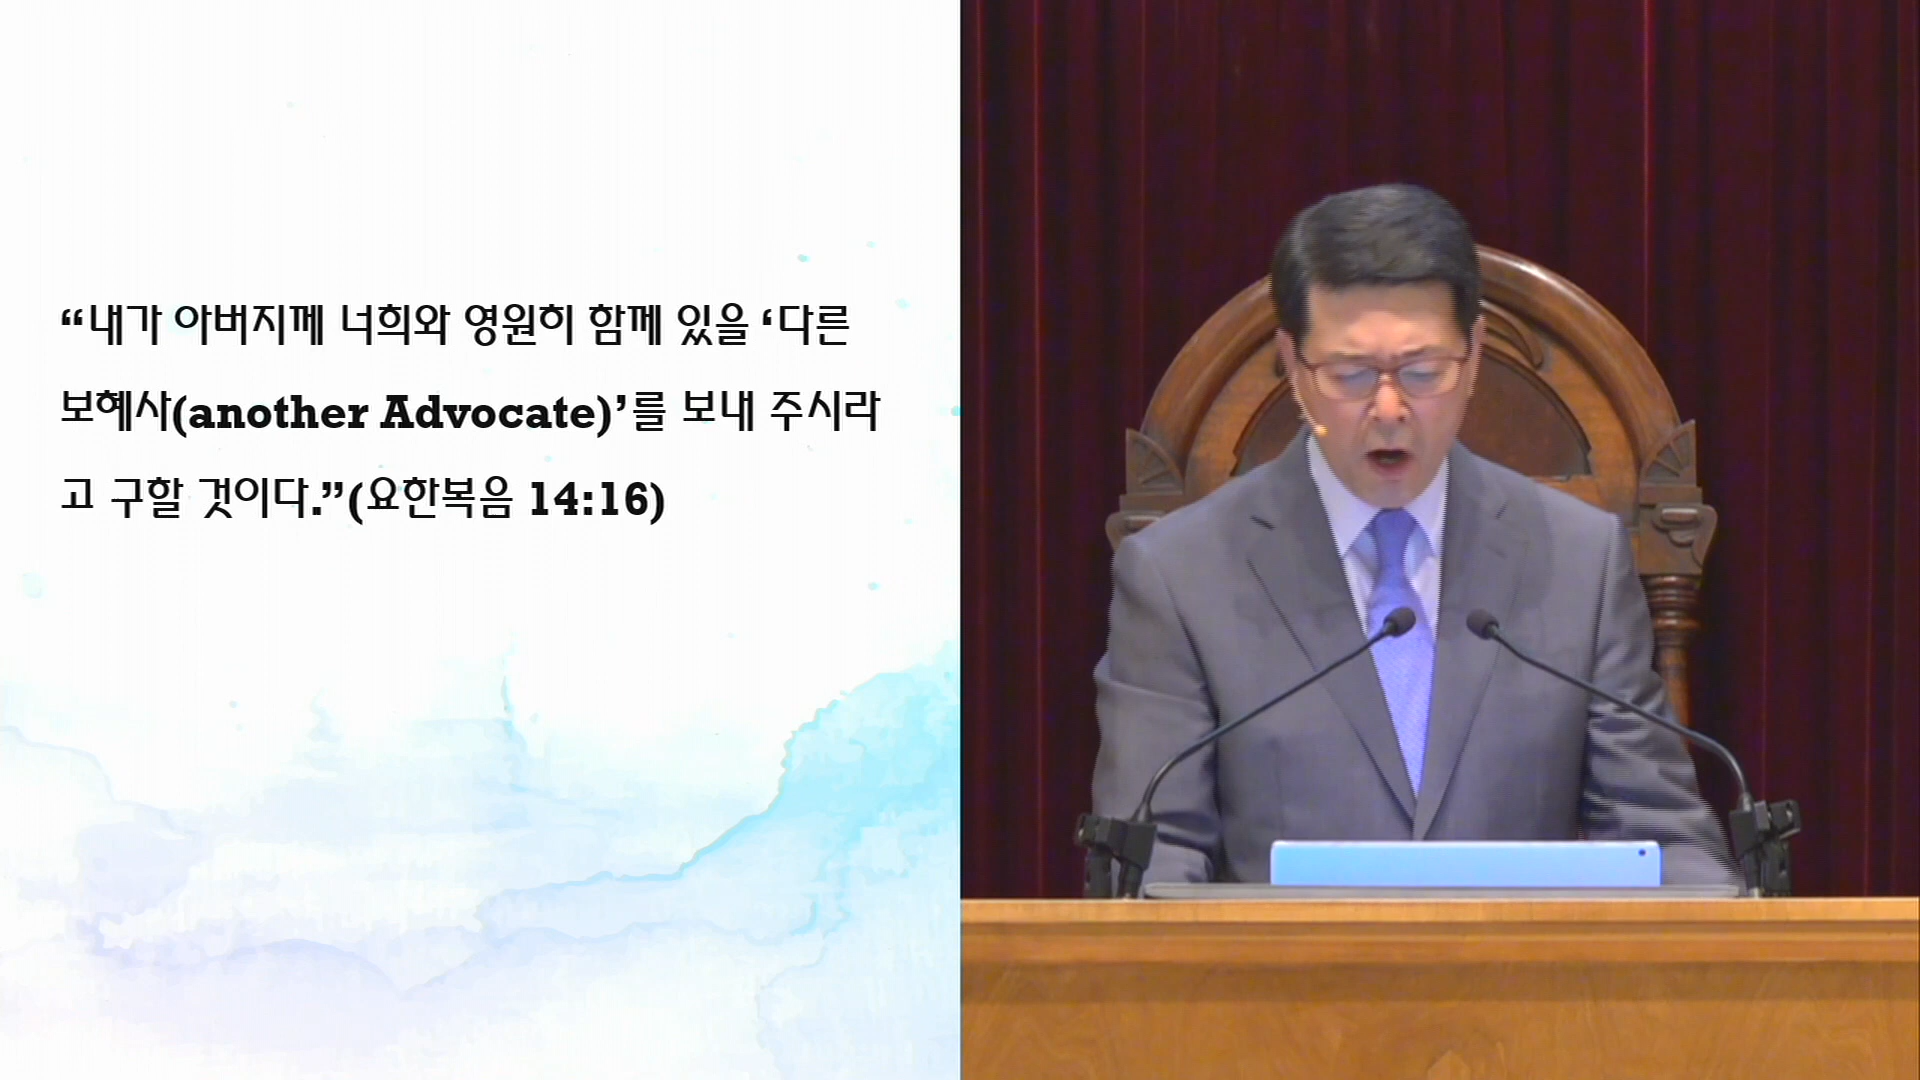 “내가 아버지께 너희와 영원히 함께 있을 ‘다른
보혜사(another Advocate)’를 보내 주시라
고 구할 것이다.”(요한복음 14:16)